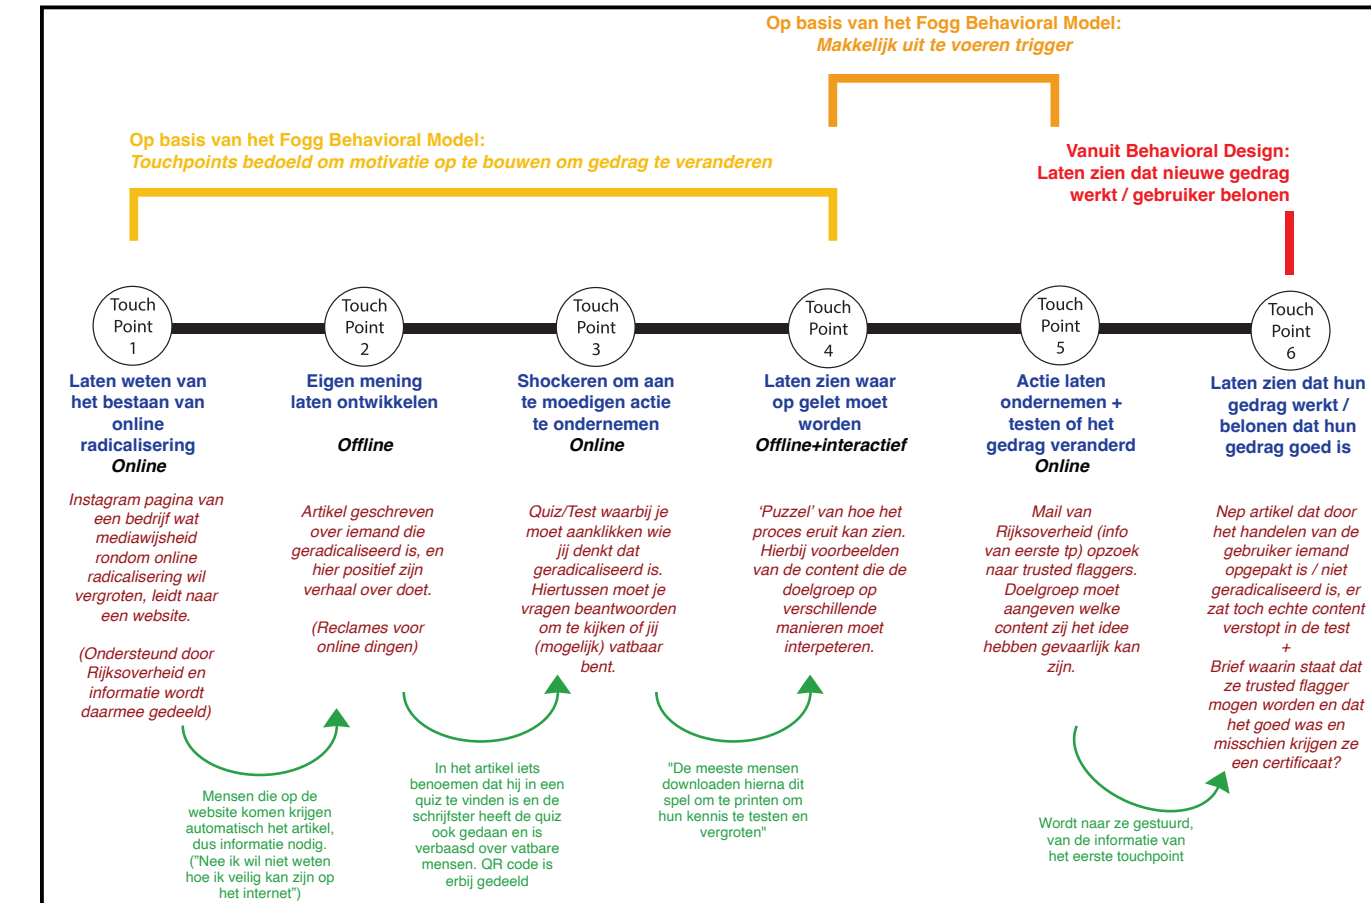 Op basis van het Fogg Behavioral Model:
Makkelijk uit te voeren trigger
Op basis van het Fogg Behavioral Model:
Touchpoints bedoeld om motivatie op te bouwen om gedrag te veranderen
Vanuit Behavioral Design:
Laten zien dat nieuwe gedrag
werkt / gebruiker belonen
Touch
Point
1
Touch
Point
2
Touch
Point
3
Touch
Point
4
Touch
Point
5
Touch
Point
6
Laten weten van
het bestaan van
online
radicalisering
Online
Eigen mening
laten ontwikkelen
Offline
Shockeren om aan
te moedigen actie
te ondernemen
Online
Laten zien waar
op gelet moet
worden
Offline+interactief
Actie laten
ondernemen +
testen of het
gedrag veranderd
Online
Laten zien dat hun
gedrag werkt /
belonen dat hun
gedrag goed is
Instagram pagina van
een bedrijf wat
mediawijsheid
rondom online
radicalisering wil
vergroten, leidt naar
een website.
(Ondersteund door
Rijksoverheid en
informatie wordt
daarmee gedeeld)
Artikel geschreven
over iemand die
geradicaliseerd is, en
hier positief zijn
verhaal over doet.
(Reclames voor
online dingen)
Quiz/Test waarbij je
moet aanklikken wie
jij denkt dat
geradicaliseerd is.
Hiertussen moet je
vragen beantwoorden
om te kijken of jij
(mogelijk) vatbaar
bent.
‘Puzzel’ van hoe het
proces eruit kan zien.
Hierbij voorbeelden
van de content die de
doelgroep op
verschillende
manieren moet
interpeteren.
Mail van
Rijksoverheid (info
van eerste tp) opzoek
naar trusted flaggers.
Doelgroep moet
aangeven welke
content zij het idee
hebben gevaarlijk kan
zijn.
Nep artikel dat door
het handelen van de
gebruiker iemand
opgepakt is / niet
geradicaliseerd is, er
zat toch echte content
verstopt in de test
+
Brief waarin staat dat
ze trusted flagger
mogen worden en dat
het goed was en
misschien krijgen ze
een certificaat?
Mensen die op de
website komen krijgen
automatisch het artikel,
dus informatie nodig.
("Nee ik wil niet weten
hoe ik veilig kan zijn op
het internet”)
In het artikel iets
benoemen dat hij in een
quiz te vinden is en de
schrijfster heeft de quiz
ook gedaan en is
verbaasd over vatbare
mensen. QR code is
erbij gedeeld
"De meeste mensen
downloaden hierna dit
spel om te printen om
hun kennis te testen en
vergroten"
Wordt naar ze gestuurd,
van de informatie van
het eerste touchpoint